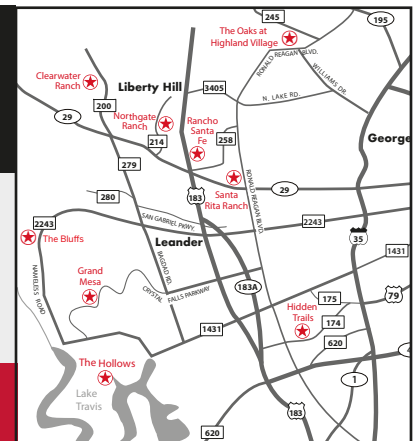 245
195
The Oaks at
Highland Village
RONALD REAGAN BLVD.
WILLIAMS DR.
Clearwater
Ranch
Liberty Hill
3405
N. LAKE RD.
200
29
Northgate
Ranch
Rancho
Santa
Fe
214
258
George
279
280
183
Santa
Rita Ranch
RONALD REAGAN BLVD.
29
2243
SAN GABRIEL PKWY.
2243
The Bluffs
Leander
35
1431
NAMELESS ROAD
Grand
Mesa
BAGDAD RD.
CRYSTAL FALLS PARKWAY
183A
175
79
Hidden
Trails
174
1431
620
The Hollows
Lake
Travis
1
183
620